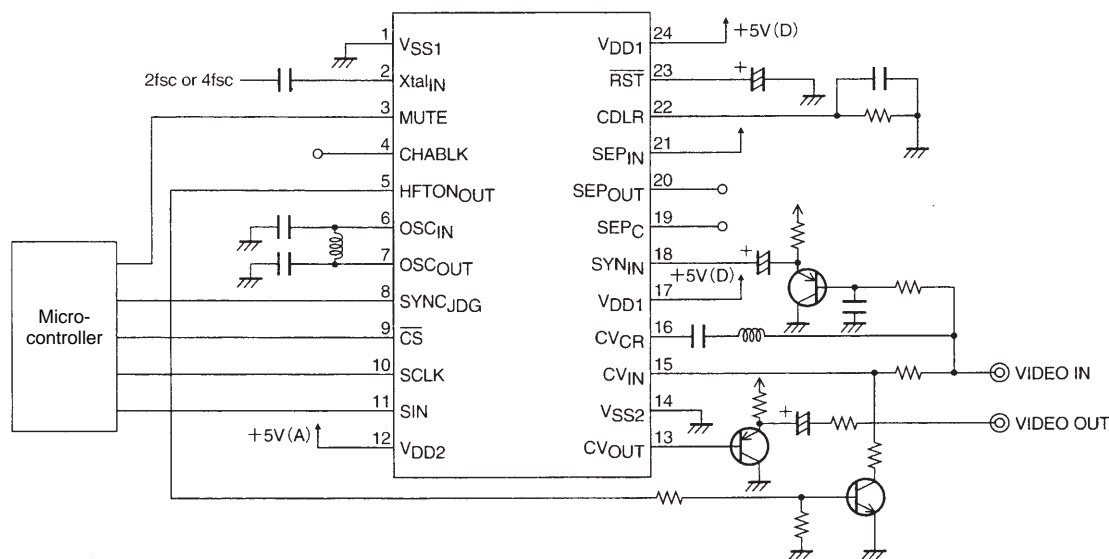 1 VSS1
2fsc or 4fsc
2 XtalIN
3 MUTE
4 CHABLK
5 HFTONOUT
6 OSCIN
7 OSCOUT
8 SYNCJDG
9 CS
10 SCLK
11 SIN
+5V(A)
12 VDD2
Micro-
controller
VDD1 24
+5V(D)
RST 23
+
CDLR 22
SEPIN 21
SEPOUT 20
SEPC 19
SYNIN 18
+
+5V(D)
VDD1 17
CVCR 16
CVIN 15
VIDEO IN
VSS2 14
+
VIDEO OUT
CVOUT 13